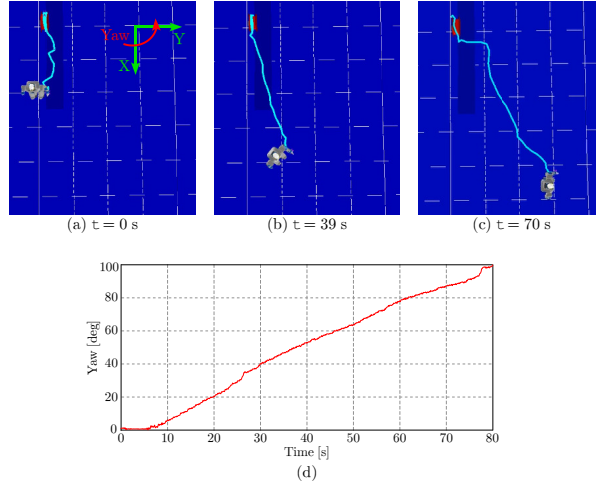 Yaw
Y
X
(a) t = 0 s
(b) t = 39 s
(c) t = 70 s
100
80
60
40
20
0
Yaw [deg]
0 10 20 30 40 50 60 70 80
Time [s]
(d)